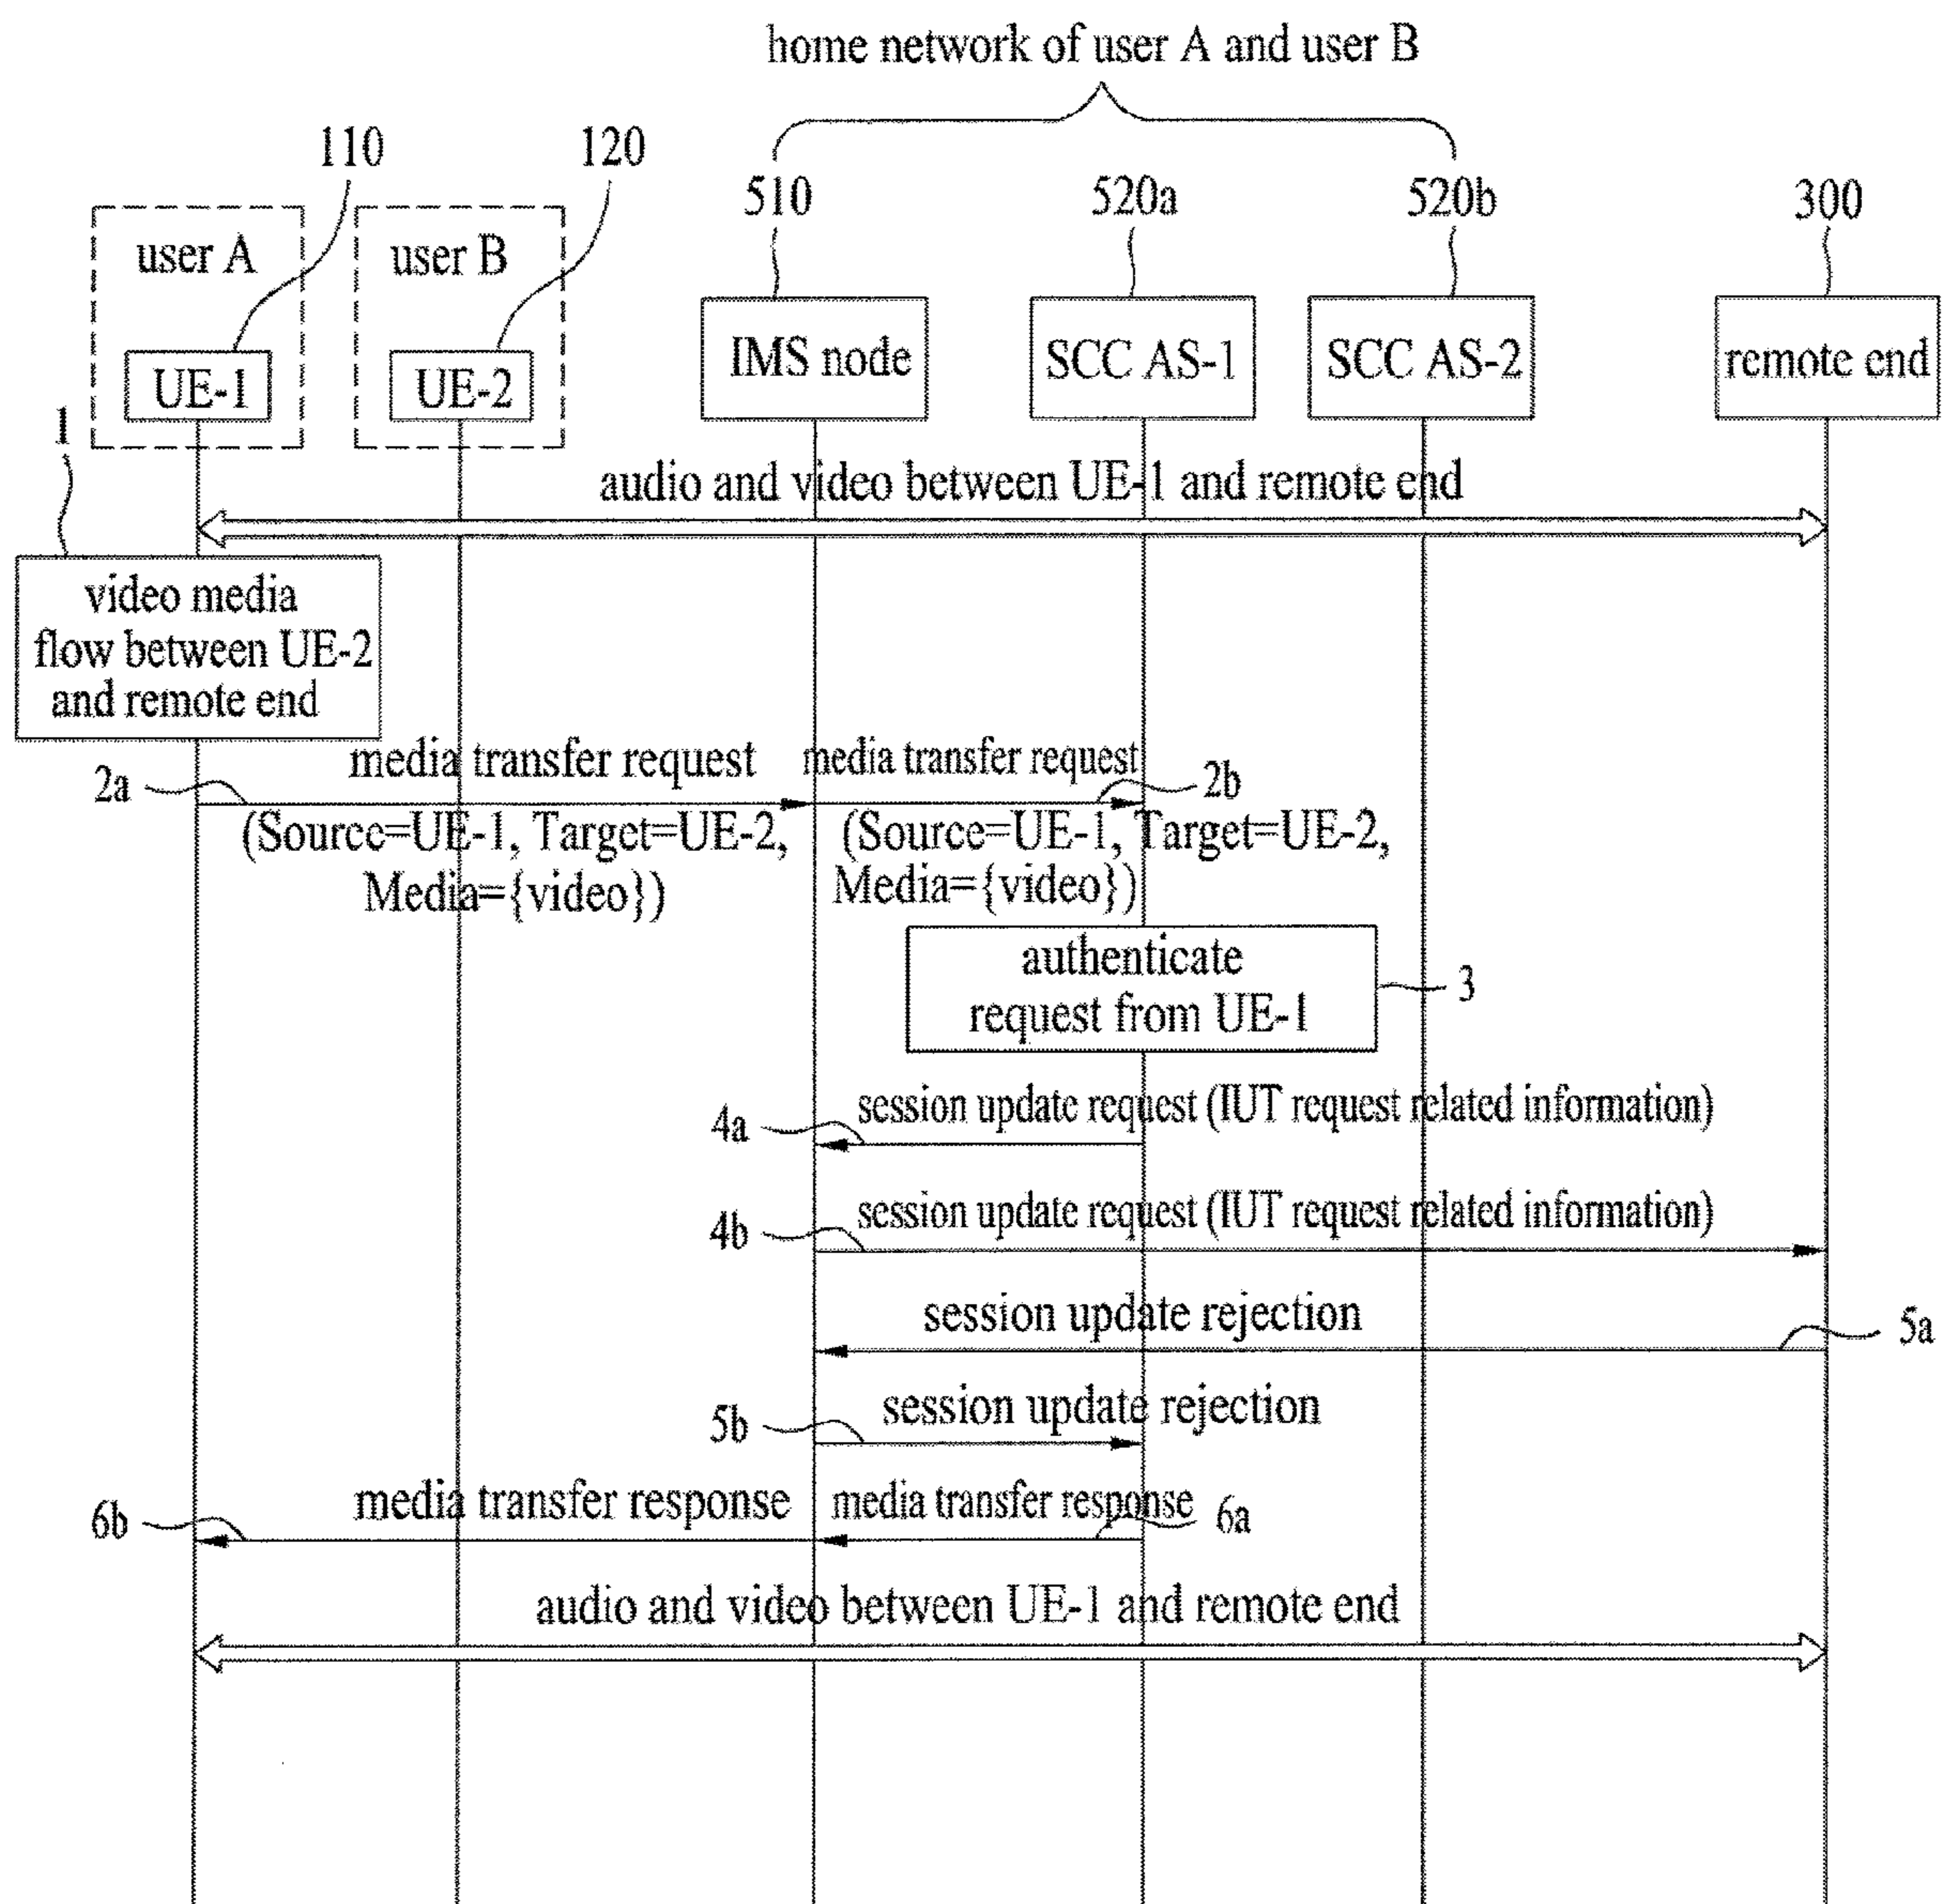 home network of user A and user B
110
120
510
520a
520b
300
user A
user B
UE-1
UE-2
IMS node
SCC AS-1
SCC AS-2
remote end
1
audio and video between UE-1 and remote end
video media
flow between UE-2
and remote end
media transfer request
media transfer request
2a
2b
(Source=UE-1, Target=UE-2,
Media={video})
(Source=UE-1, Target=UE-2,
Media={video})
authenticate
request from UE-1
3
session update request (IUT request related information)
4a
session update request (IUT request related information)
4b
session update rejection
5a
session update rejection
5b
media transfer response
media transfer response
6b
6a
audio and video between UE-1 and remote end